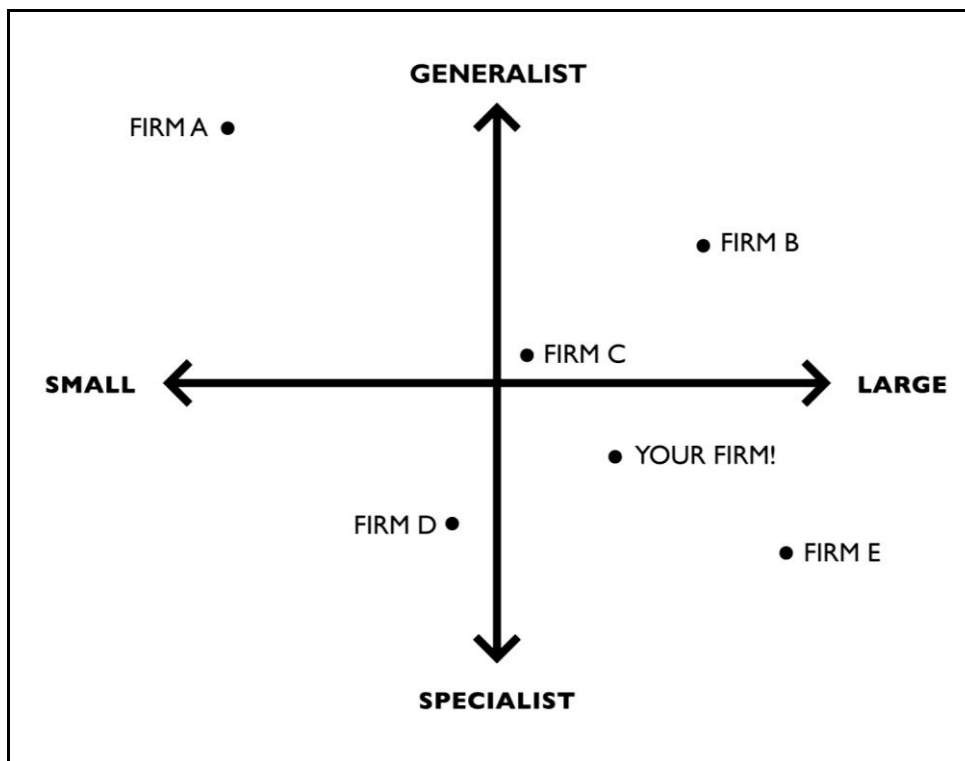 GENERALIST
FIRM A
FIRM B
FIRM C
SMALL
LARGE
YOUR FIRM!
FIRM D
FIRM E
SPECIALIST